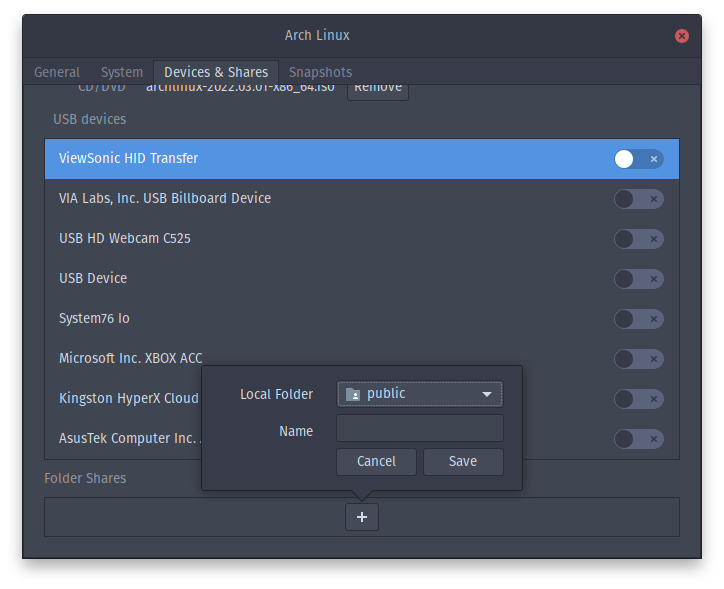 Arch Linux
General System Devices & Shares Snapshots
CD/DVD archlinux-2022.03.01-x86_64.iso Remove
USB devices
ViewSonic HID Transfer
VIA Labs, Inc. USB Billboard Device
USB HD Webcam C525
USB Device
System76 Io
Microsoft Inc. XBOX ACC
Kingston HyperX Cloud
AsusTek Computer Inc.
Local Folder public
Name
Cancel Save
Folder Shares